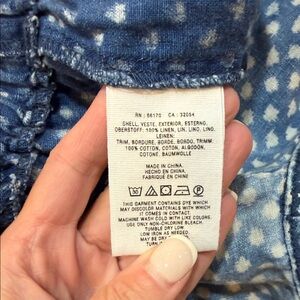 RN : 66170 CA : 32054
SHELL, VESTE, EXTERIOR, ESTERNO,
OBERSTOFF: 100% LINEN, LIN, LINO, LINO,
LEINEN:
TRIM, BORDURE, BORDE, BORDO, TRIMM:
100% COTTON, COTON, ALGODON,
COTONE, BAUMWOLLE
MADE IN CHINA
HECHO EN CHINA
FABRIQUÉ EN CHINE
THIS GARMENT CONTAINS DYE WHICH
MAY DISCOLOR MATERIALS WITH WHICH
IT COMES IN CONTACT.
MACHINE WASH COLD WITH LIKE COLORS.
USE ONLY NON-CHLORINE BLEACH.
TUMBLE DRY LOW.
LOW IRON AS NEEDED.
MAY BE DRY
TURN